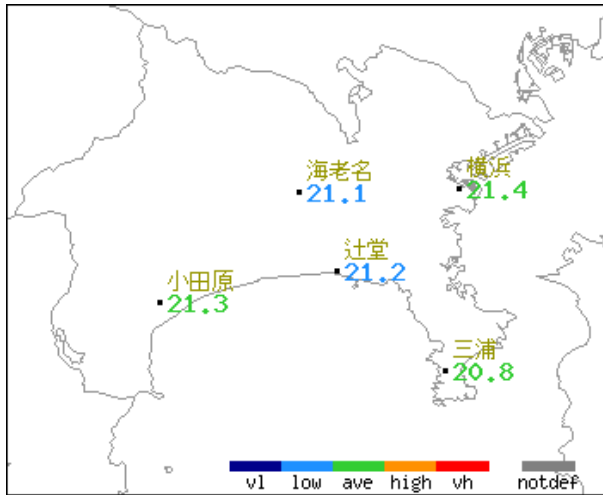 海老名
21.1
横浜
21.4
辻堂
21.2
小田原
21.3
三浦
20.8
vl low ave high vh notdef